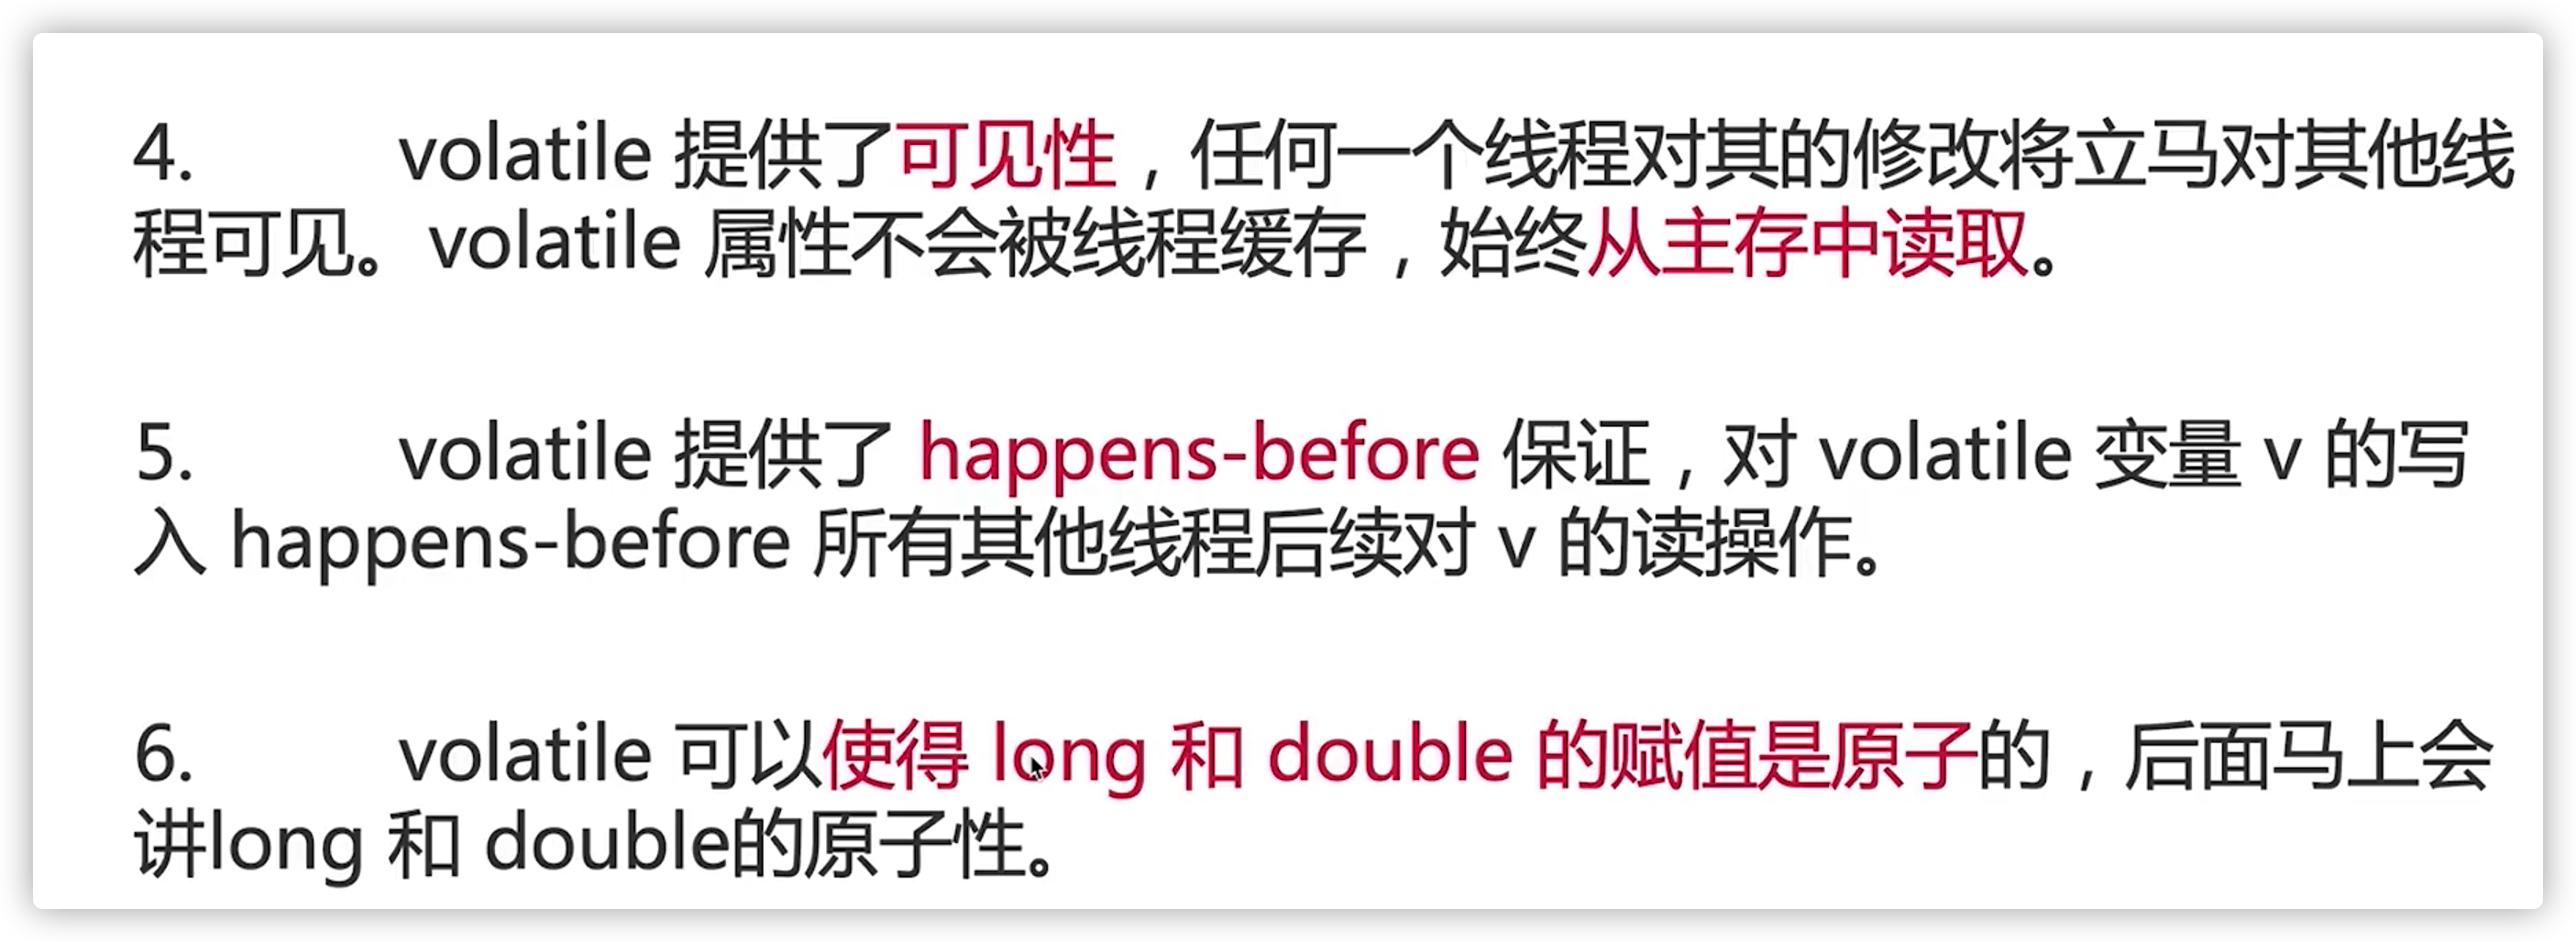 4. volatile 提供了可见性，任何一个线程对其的修改将立马对其他线
程可见。volatile 属性不会被线程缓存，始终从主存中读取。
5. volatile 提供了 happens-before 保证，对 volatile 变量 v 的写
入 happens-before 所有其他线程后续对 v 的读操作。
6. volatile 可以使得 long 和 double 的赋值是原子的，后面马上会
讲long 和 double的原子性。